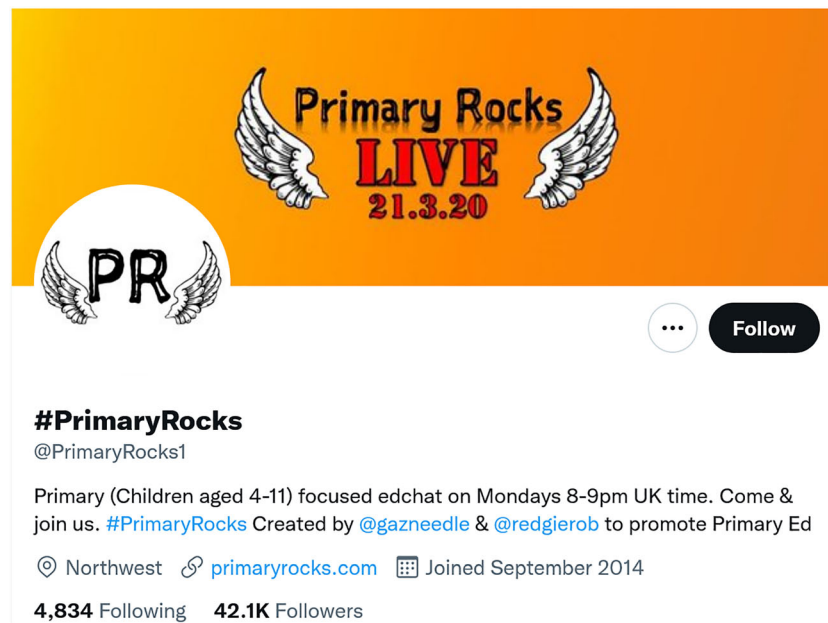 Primary Rocks
LIVE
21.3.20
PR
Follow
#PrimaryRocks
@PrimaryRocks1
Primary (Children aged 4-11) focused edchat on Mondays 8-9pm UK time. Come &
join us. #PrimaryRocks Created by @gazneedle & @redgierob to promote Primary Ed
Northwest primaryrocks.com Joined September 2014
4,834 Following 42.1K Followers